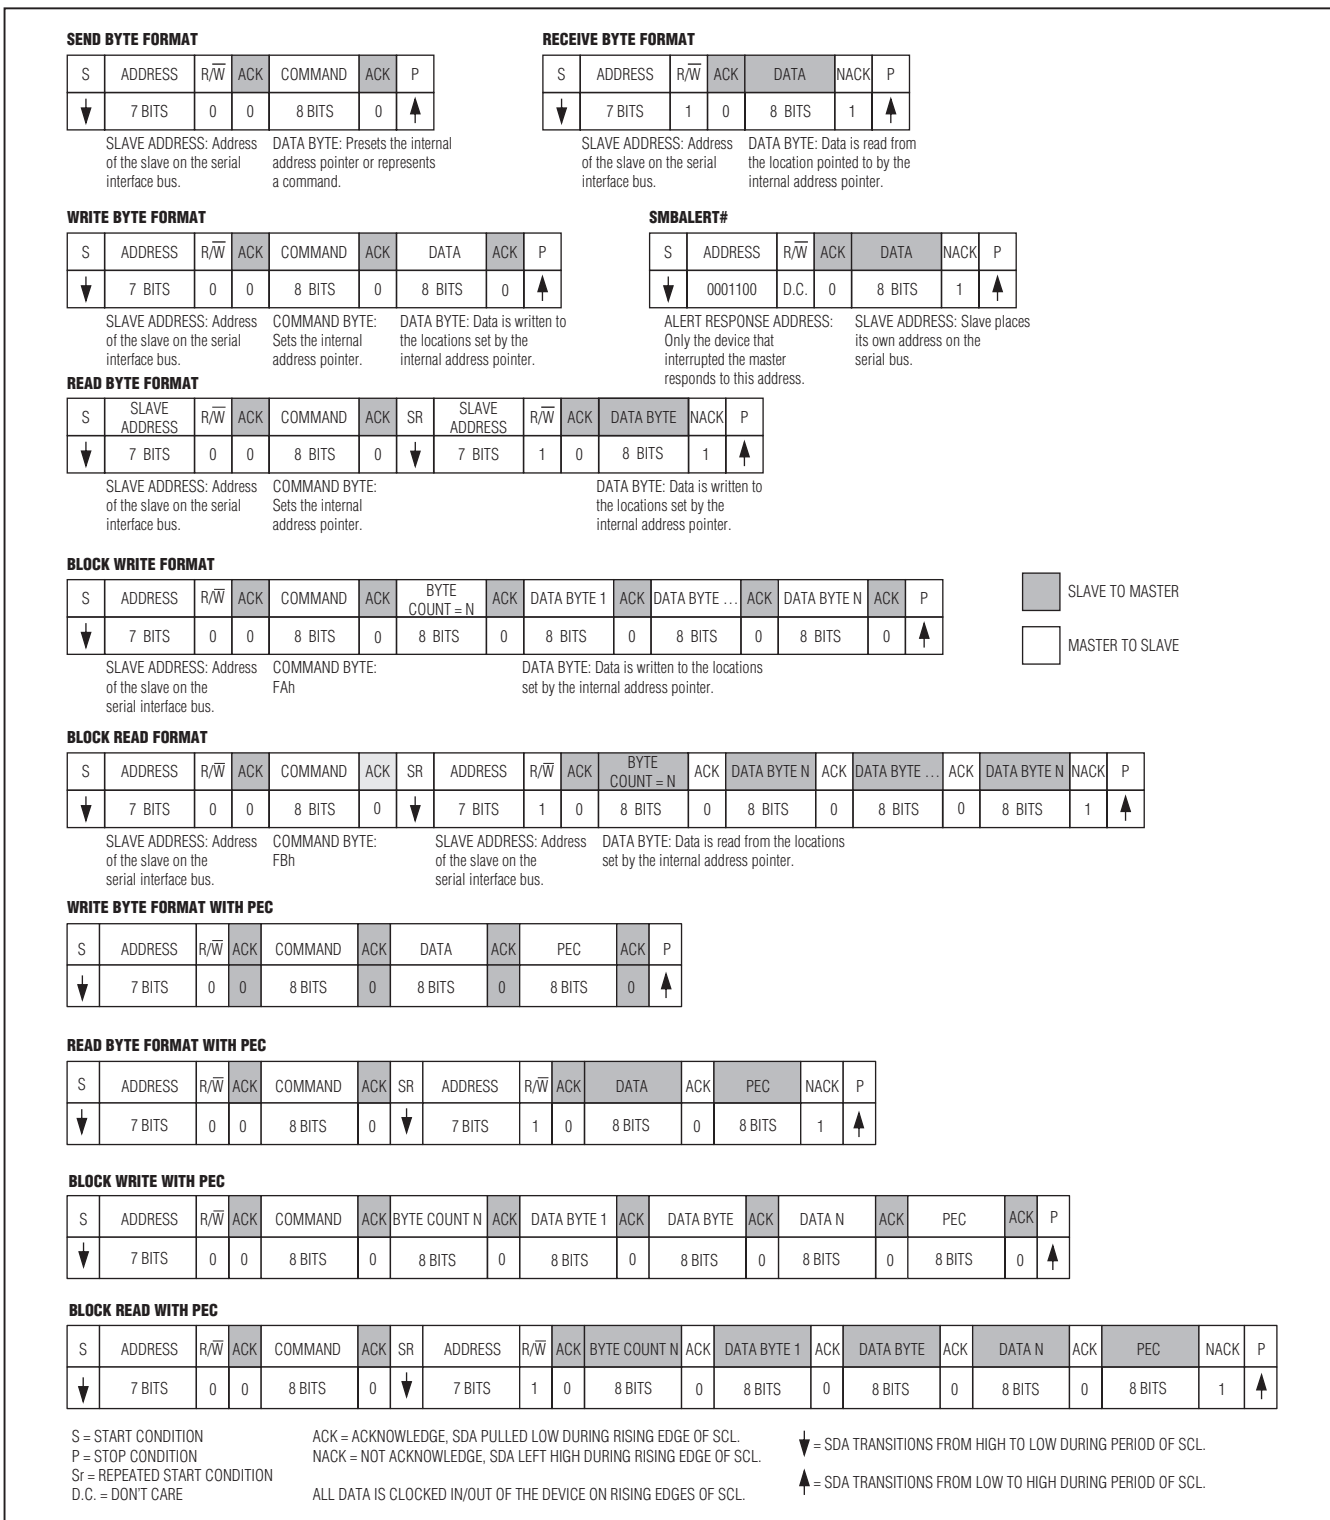 SEND BYTE FORMAT
S ADDRESS R/W̅ ACK COMMAND ACK P
7 BITS 0 0 8 BITS 0
SLAVE ADDRESS: Address
of the slave on the serial
interface bus.
DATA BYTE: Presets the internal
address pointer or represents
a command.
RECEIVE BYTE FORMAT
S ADDRESS R/W̅ ACK DATA NACK P
7 BITS 1 0 8 BITS 1
SLAVE ADDRESS: Address
of the slave on the serial
interface bus.
DATA BYTE: Data is read from
the location pointed to by the
internal address pointer.
WRITE BYTE FORMAT
S ADDRESS R/W̅ ACK COMMAND ACK DATA ACK P
7 BITS 0 0 8 BITS 0 8 BITS 0
SLAVE ADDRESS: Address
of the slave on the serial
interface bus.
COMMAND BYTE:
Sets the internal
address pointer.
DATA BYTE: Data is written to
the locations set by the
internal address pointer.
SMBALERT#
S ADDRESS R/W̅ ACK DATA NACK P
0001100 D.C. 0 8 BITS 1
ALERT RESPONSE ADDRESS:
Only the device that
interrupted the master
responds to this address.
SLAVE ADDRESS: Slave places
its own address on the
serial bus.
READ BYTE FORMAT
S SLAVE ADDRESS R/W̅ ACK COMMAND ACK SR SLAVE ADDRESS R/W̅ ACK DATA BYTE NACK P
7 BITS 0 0 8 BITS 0 7 BITS 1 0 8 BITS 1
SLAVE ADDRESS: Address
of the slave on the serial
interface bus.
COMMAND BYTE:
Sets the internal
address pointer.
DATA BYTE: Data is written to
the locations set by the
internal address pointer.
BLOCK WRITE FORMAT
S ADDRESS R/W̅ ACK COMMAND ACK BYTE COUNT = N ACK DATA BYTE 1 ACK DATA BYTE … ACK DATA BYTE N ACK P
7 BITS 0 0 8 BITS 0 8 BITS 0 8 BITS 0 8 BITS 0 8 BITS 0
SLAVE ADDRESS: Address
of the slave on the
serial interface bus.
COMMAND BYTE:
FAh
DATA BYTE: Data is written to the locations
set by the internal address pointer.
SLAVE TO MASTER
MASTER TO SLAVE
BLOCK READ FORMAT
S ADDRESS R/W̅ ACK COMMAND ACK SR ADDRESS R/W̅ ACK BYTE COUNT = N ACK DATA BYTE N ACK DATA BYTE … ACK DATA BYTE N NACK P
7 BITS 0 0 8 BITS 0 7 BITS 1 0 8 BITS 0 8 BITS 0 8 BITS 0 8 BITS 1
SLAVE ADDRESS: Address
of the slave on the
serial interface bus.
COMMAND BYTE:
FBh
SLAVE ADDRESS: Address
of the slave on the
serial interface bus.
DATA BYTE: Data is read from the locations
set by the internal address pointer.
WRITE BYTE FORMAT WITH PEC
S ADDRESS R/W̅ ACK COMMAND ACK DATA ACK PEC ACK P
7 BITS 0 0 8 BITS 0 8 BITS 0 8 BITS 0
READ BYTE FORMAT WITH PEC
S ADDRESS R/W̅ ACK COMMAND ACK SR ADDRESS R/W̅ ACK DATA ACK PEC NACK P
7 BITS 0 0 8 BITS 0 7 BITS 1 0 8 BITS 0 8 BITS 1
BLOCK WRITE WITH PEC
S ADDRESS R/W̅ ACK COMMAND ACK BYTE COUNT N ACK DATA BYTE 1 ACK DATA BYTE ACK DATA N ACK PEC ACK P
7 BITS 0 0 8 BITS 0 8 BITS 0 8 BITS 0 8 BITS 0 8 BITS 0 8 BITS 0
BLOCK READ WITH PEC
S ADDRESS R/W̅ ACK COMMAND ACK SR ADDRESS R/W̅ ACK BYTE COUNT N ACK DATA BYTE 1 ACK DATA BYTE ACK DATA N ACK PEC NACK P
7 BITS 0 0 8 BITS 0 7 BITS 1 0 8 BITS 0 8 BITS 0 8 BITS 0 8 BITS 0 8 BITS 1
S = START CONDITION
P = STOP CONDITION
Sr = REPEATED START CONDITION
D.C. = DON'T CARE
ACK = ACKNOWLEDGE, SDA PULLED LOW DURING RISING EDGE OF SCL.
NACK = NOT ACKNOWLEDGE, SDA LEFT HIGH DURING RISING EDGE OF SCL.
ALL DATA IS CLOCKED IN/OUT OF THE DEVICE ON RISING EDGES OF SCL.
= SDA TRANSITIONS FROM HIGH TO LOW DURING PERIOD OF SCL.
= SDA TRANSITIONS FROM LOW TO HIGH DURING PERIOD OF SCL.